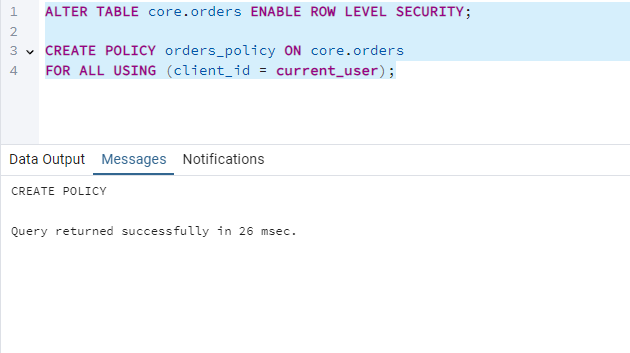 1 ALTER TABLE core.orders ENABLE ROW LEVEL SECURITY;
2
3 CREATE POLICY orders_policy ON core.orders
4 FOR ALL USING (client_id = current_user);
Data Output Messages Notifications
CREATE POLICY
Query returned successfully in 26 msec.